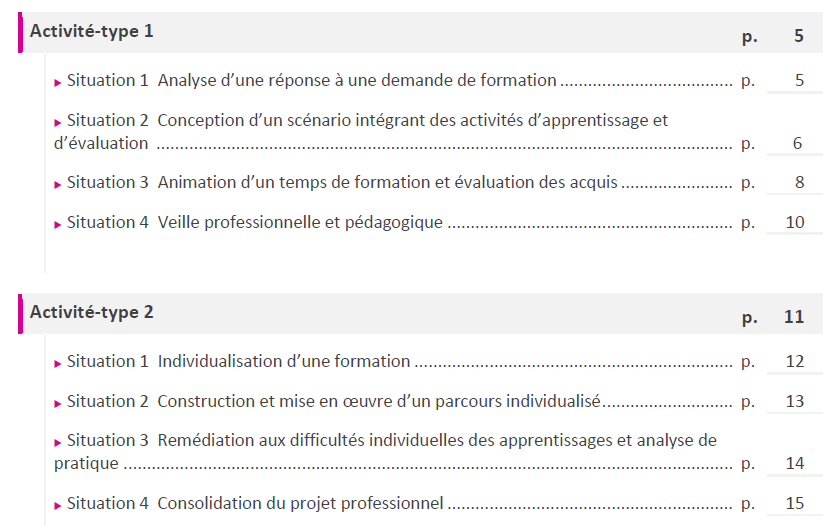 Activité-type 1 p. 5
► Situation 1 Analyse d’une réponse à une demande de formation ..................................... p. 5
► Situation 2 Conception d’un scénario intégrant des activités d’apprentissage et
d’évaluation ............................................................................................................................ p. 6
► Situation 3 Animation d’un temps de formation et évaluation des acquis ........................ p. 8
► Situation 4 Veille professionnelle et pédagogique ............................................................. p. 10
Activité-type 2 p. 11
► Situation 1 Individualisation d’une formation .................................................................... p. 12
► Situation 2 Construction et mise en œuvre d’un parcours individualisé............................ p. 13
► Situation 3 Remédiation aux difficultés individuelles des apprentissages et analyse de
pratique ................................................................................................................................... p. 14
► Situation 4 Consolidation du projet professionnel ............................................................. p. 15